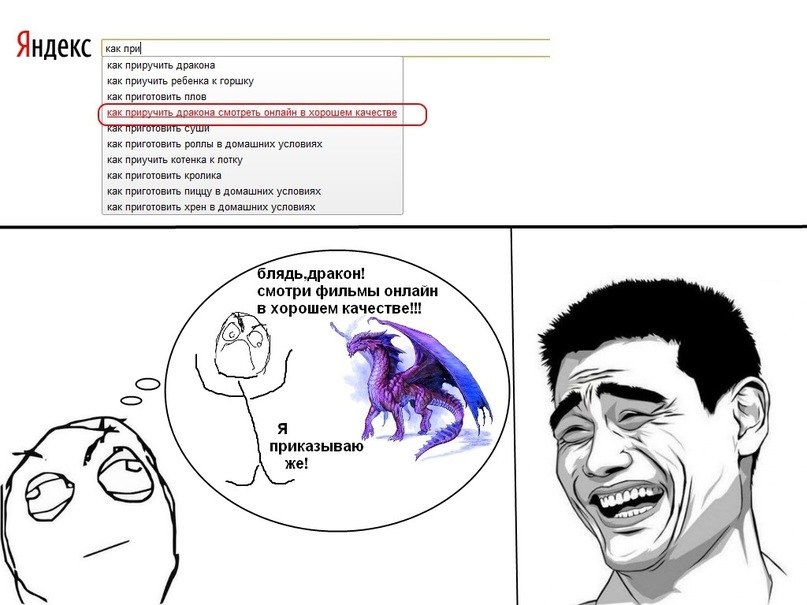 Яндекс
как при
как приручить дракона
как приучить ребенка к горшку
как приготовить плов
как приручить дракона смотреть онлайн в хорошем качестве
как приготовить суши
как приготовить роллы в домашних условиях
как приучить котенка к лотку
как приготовить кролика
как приготовить пиццу в домашних условиях
как приготовить хрен в домашних условиях
блядь,дракон!
смотри фильмы онлайн
в хорошем качестве!!!
Я
приказываю
же!